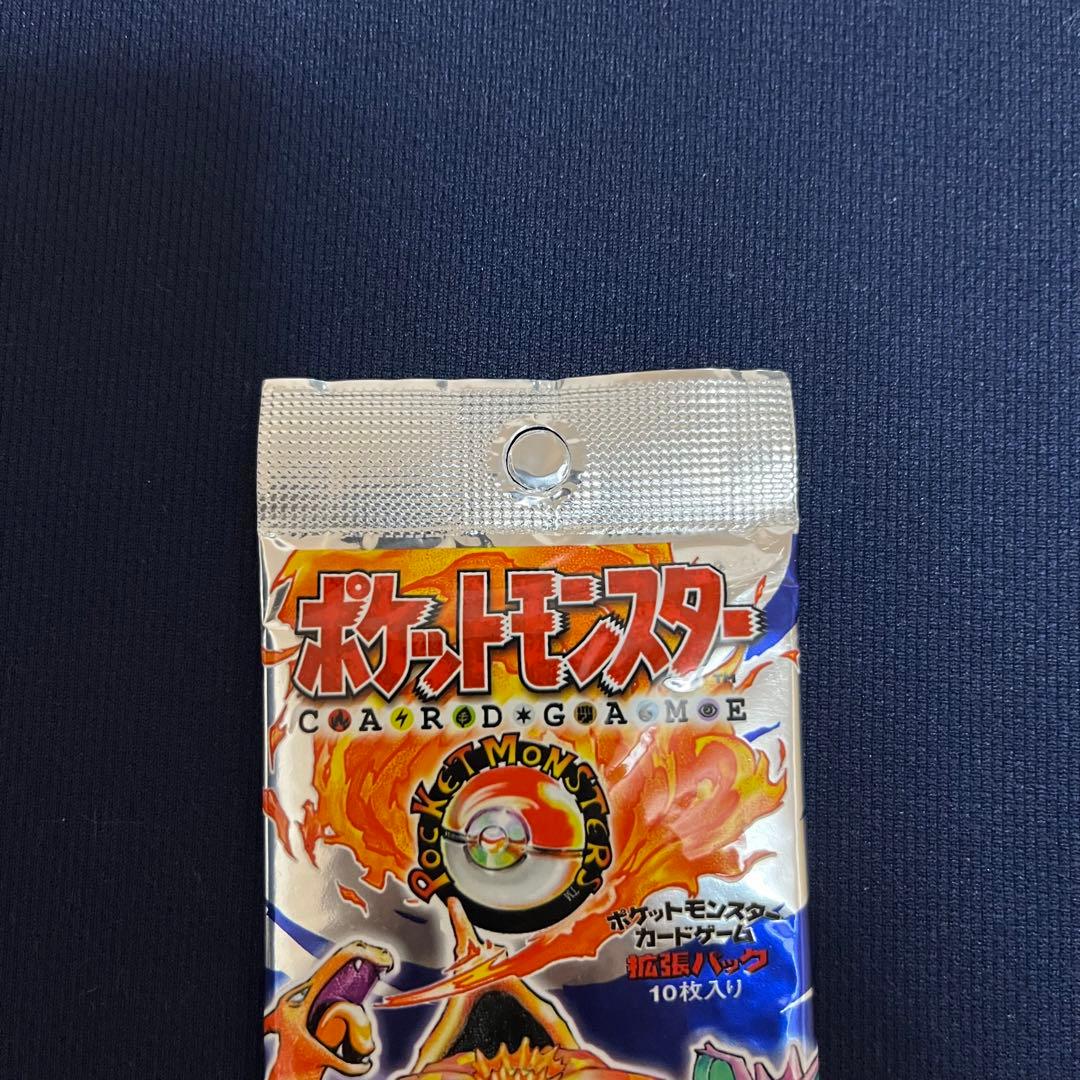 ポケットモンスター
TM
CARD GAME
POCKET MONSTERS
TM
ポケットモンスター
カードゲーム
拡張パック
10枚入り